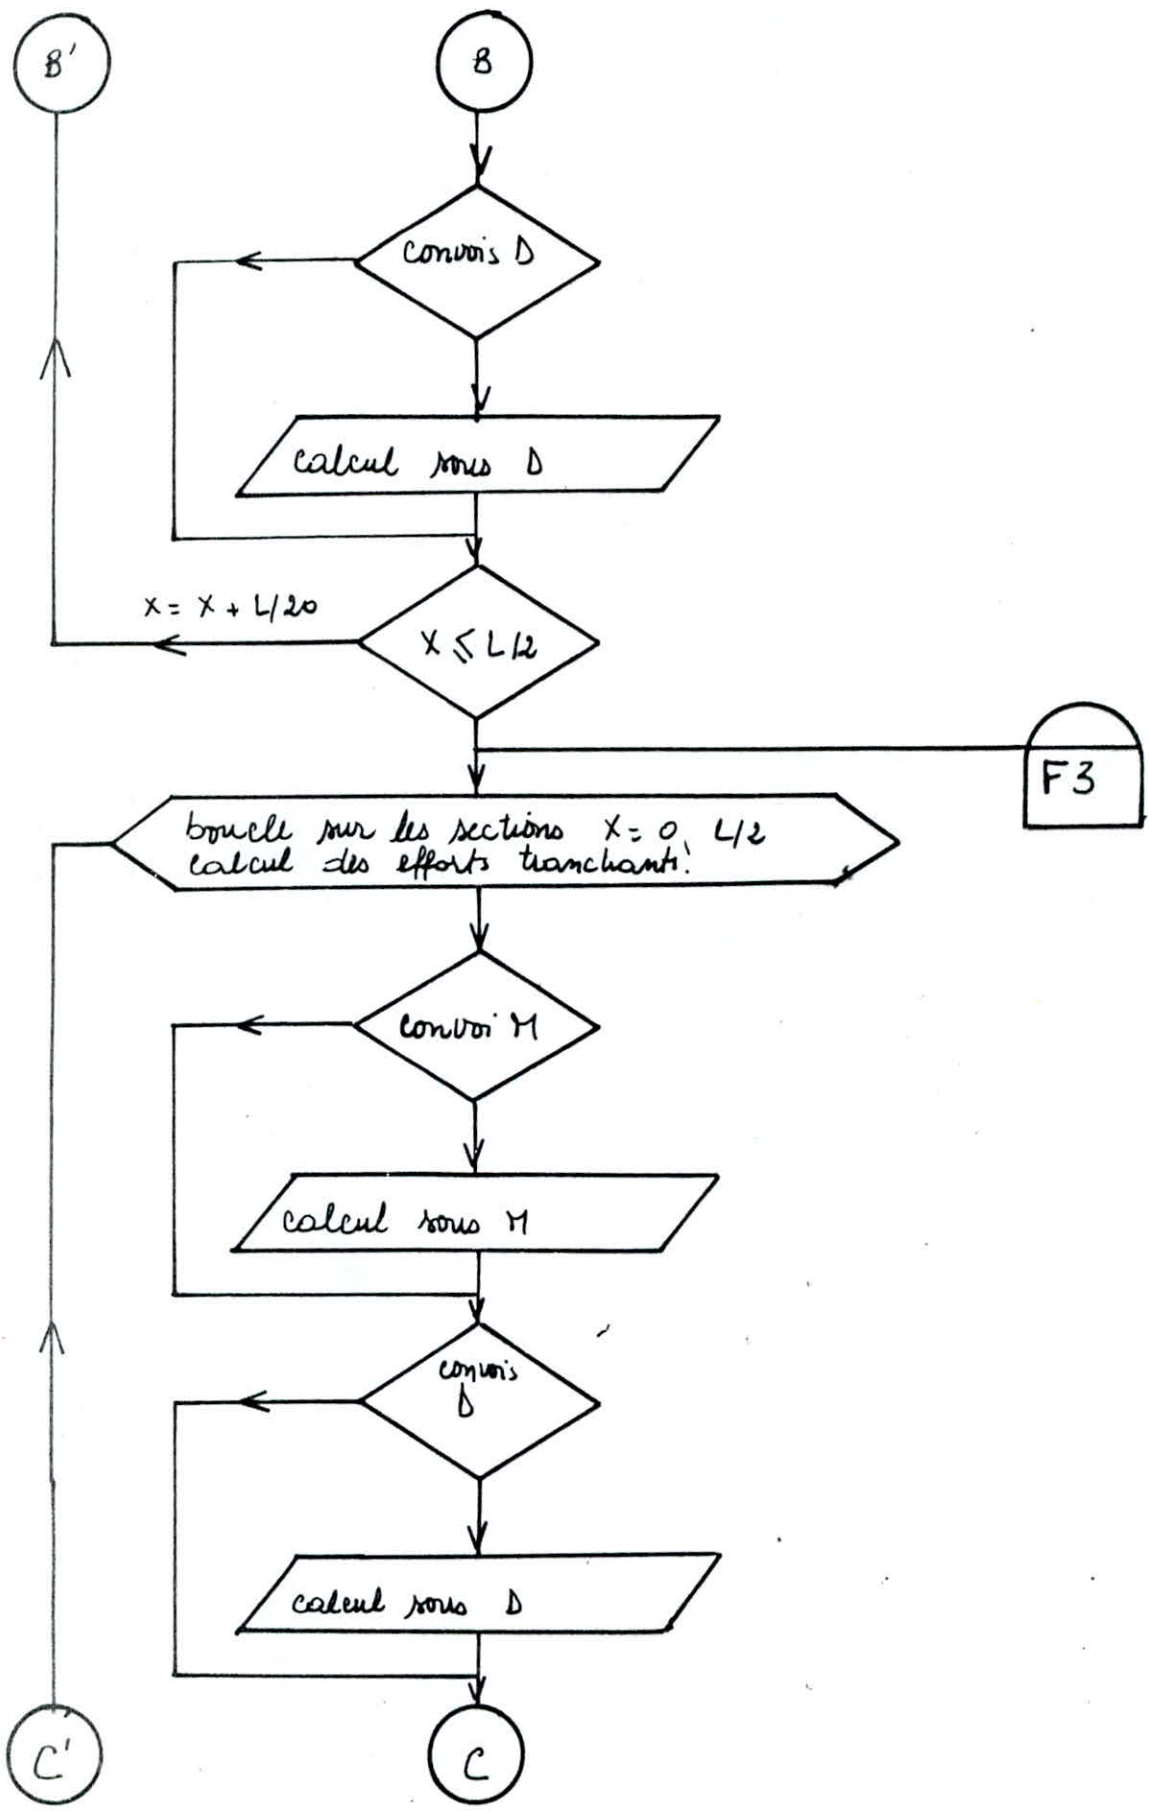 B'
B
convois D
calcul sous D
X = X + L/20
X ≤ L/2
F3
boucle sur les sections X = 0, L/2
calcul des efforts tranchants.
convoi M
calcul sous M
convois
D
calcul sous D
C'
C